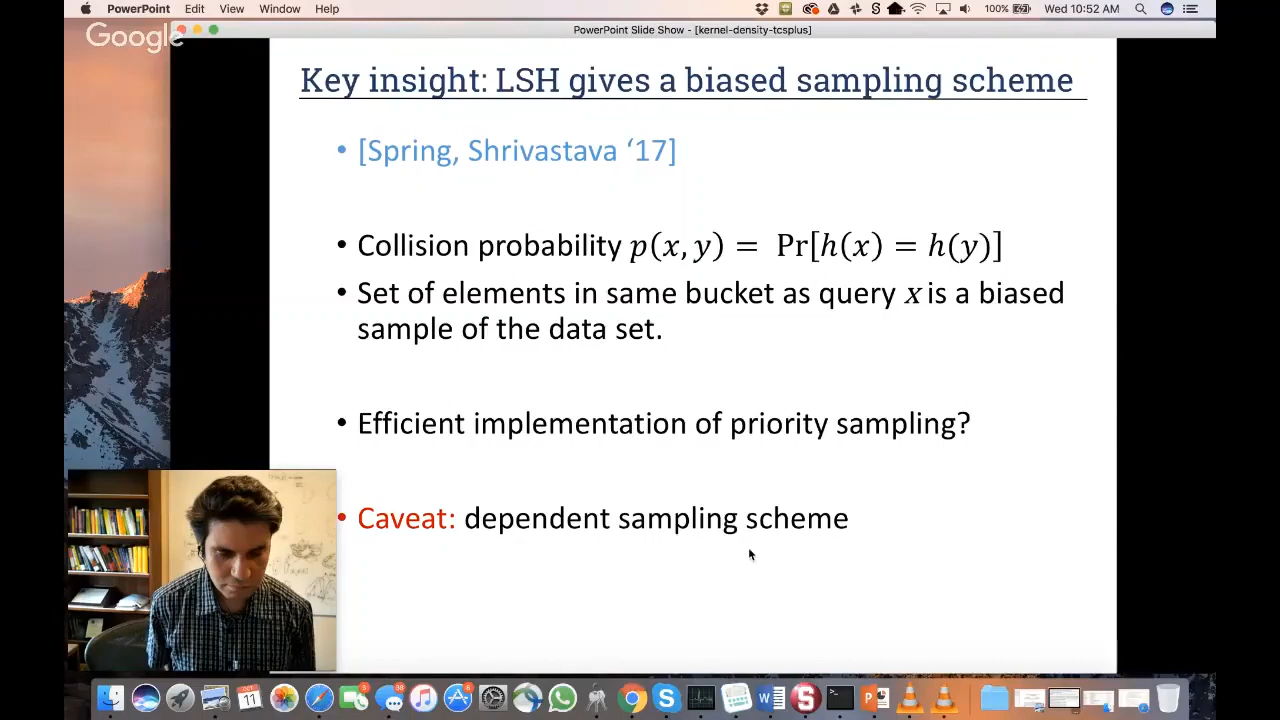 PowerPoint Edit View Window Help
100% Wed 10:52 AM
Google
PowerPoint Slide Show - [kernel-density-tcsplus]
Key insight: LSH gives a biased sampling scheme
• [Spring, Shrivastava ‘17]
• Collision probability p(x, y) = Pr[h(x) = h(y)]
• Set of elements in same bucket as query x is a biased
sample of the data set.
• Efficient implementation of priority sampling?
• Caveat: dependent sampling scheme